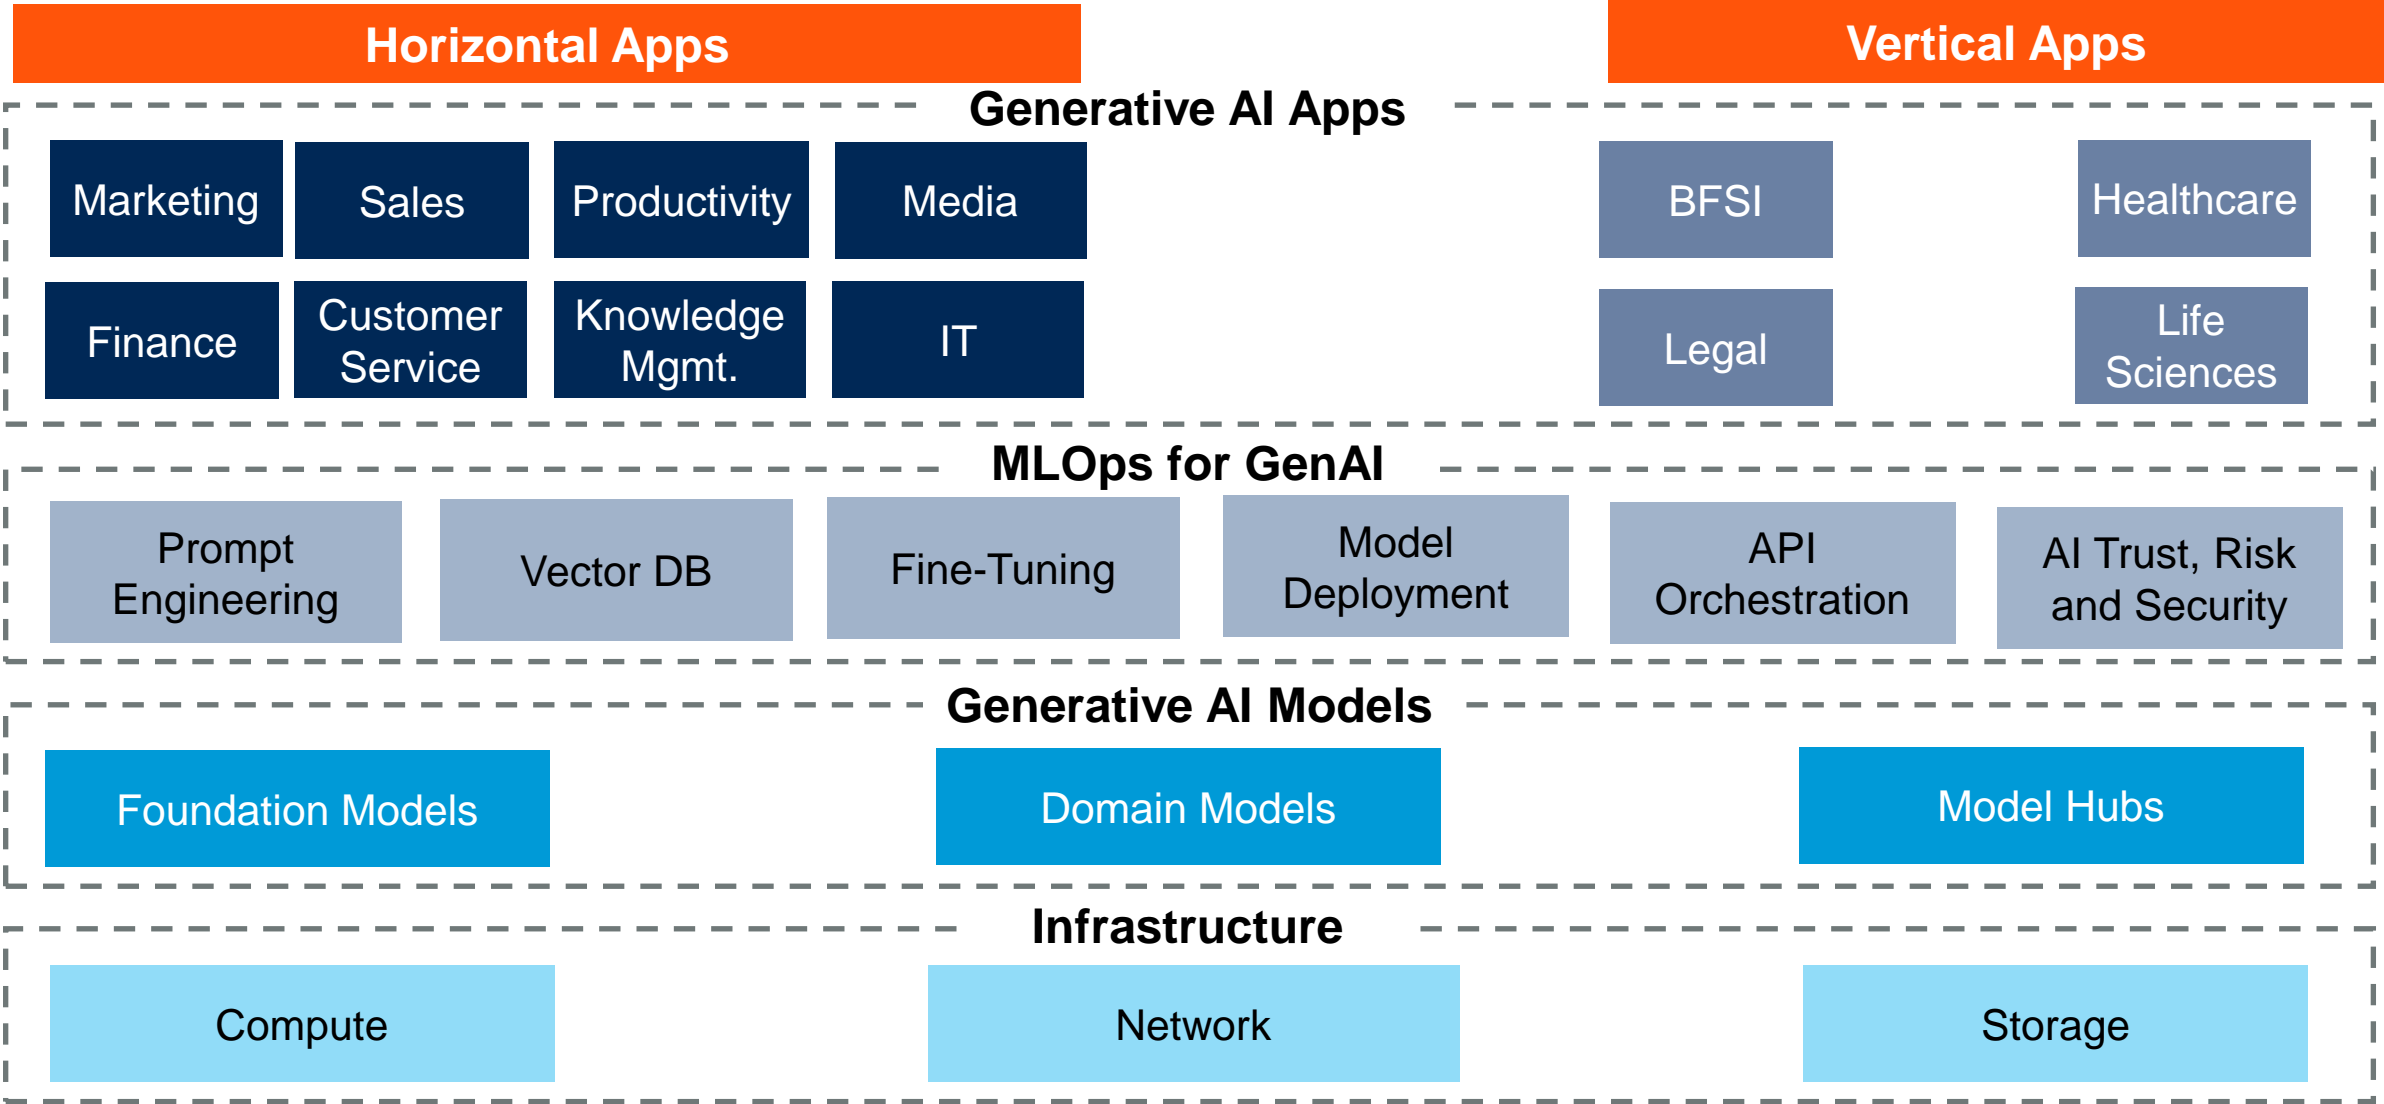 Horizontal Apps
Vertical Apps
Generative AI Apps
Marketing
Sales
Productivity
Media
BFSI
Healthcare
Finance
Customer
Service
Knowledge
Mgmt.
IT
Legal
Life
Sciences
MLOps for GenAI
Prompt
Engineering
Vector DB
Fine-Tuning
Model
Deployment
API
Orchestration
AI Trust, Risk
and Security
Generative AI Models
Foundation Models
Domain Models
Model Hubs
Infrastructure
Compute
Network
Storage